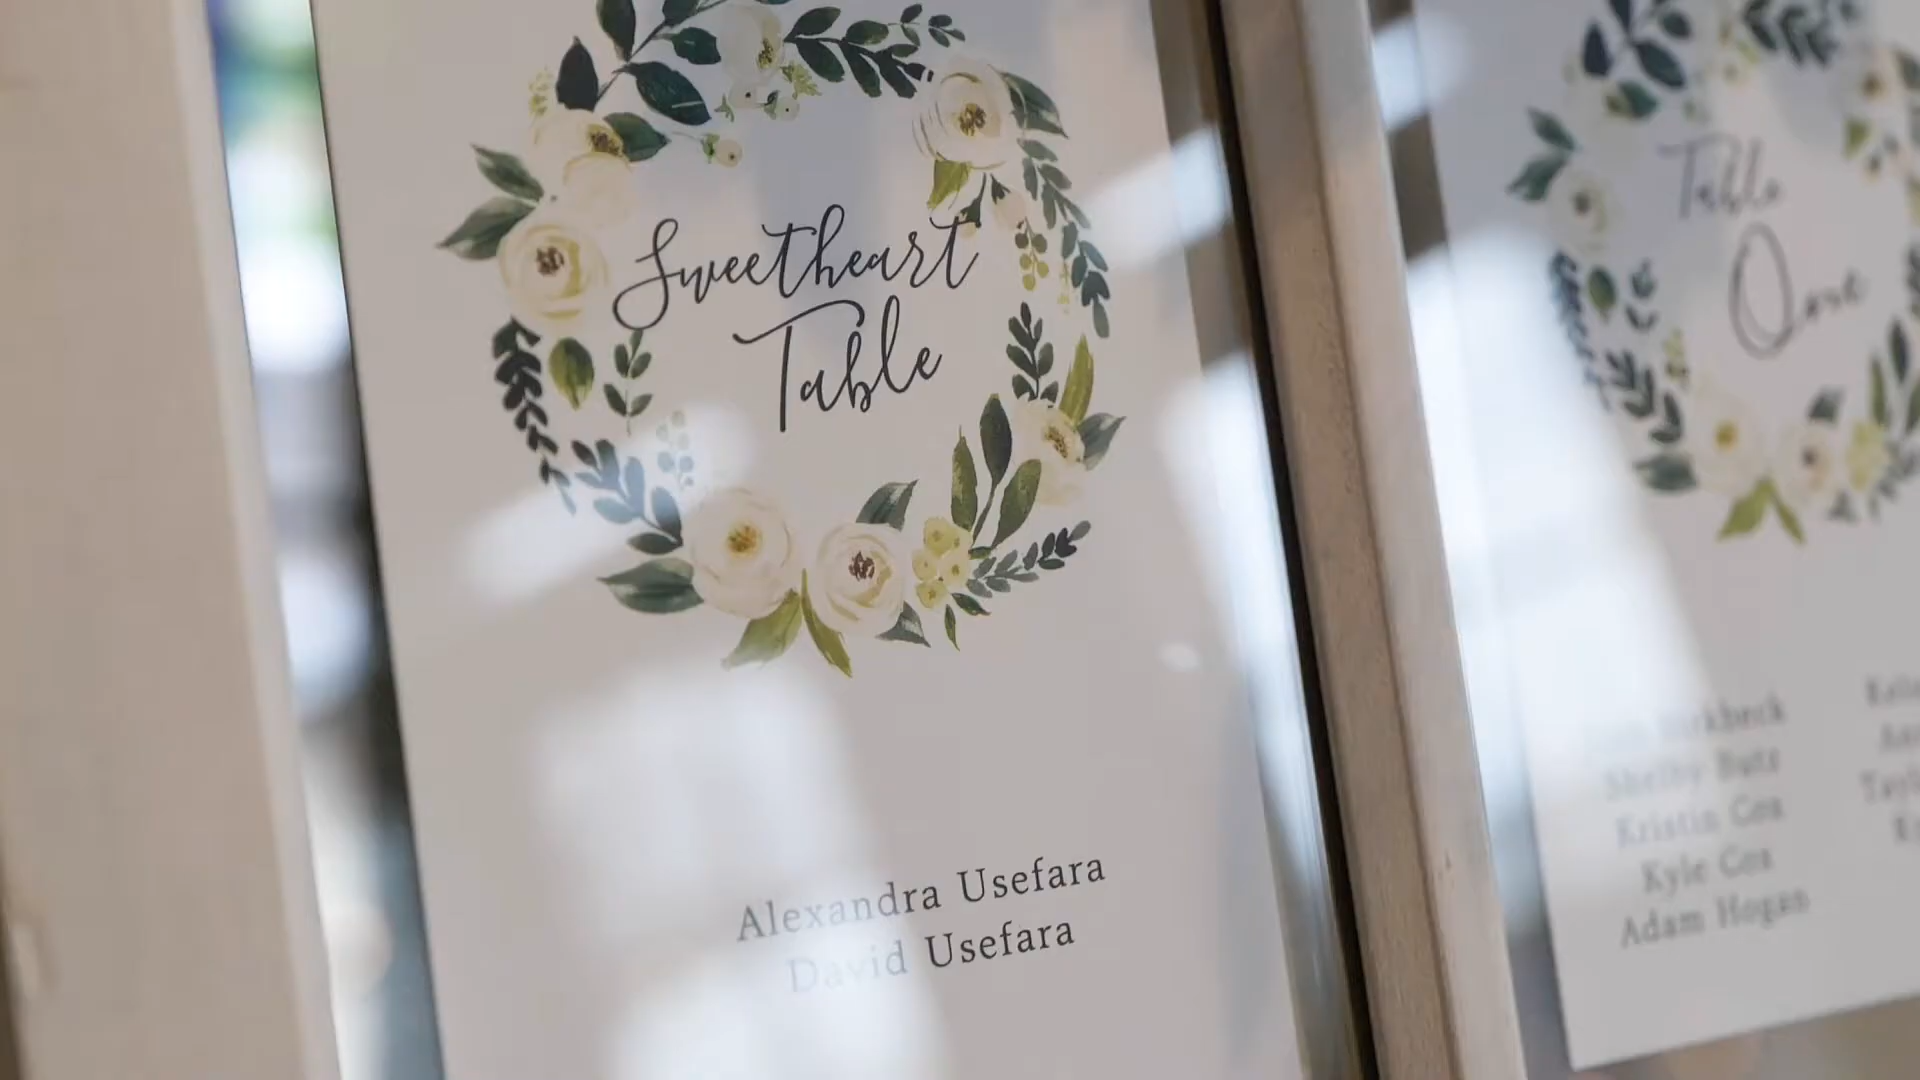 Sweetheart
Table
Alexandra Usefara
David Usefara
Table
One
Shelby Butz
Kristin Cox
Kyle Cox
Adam Hogan